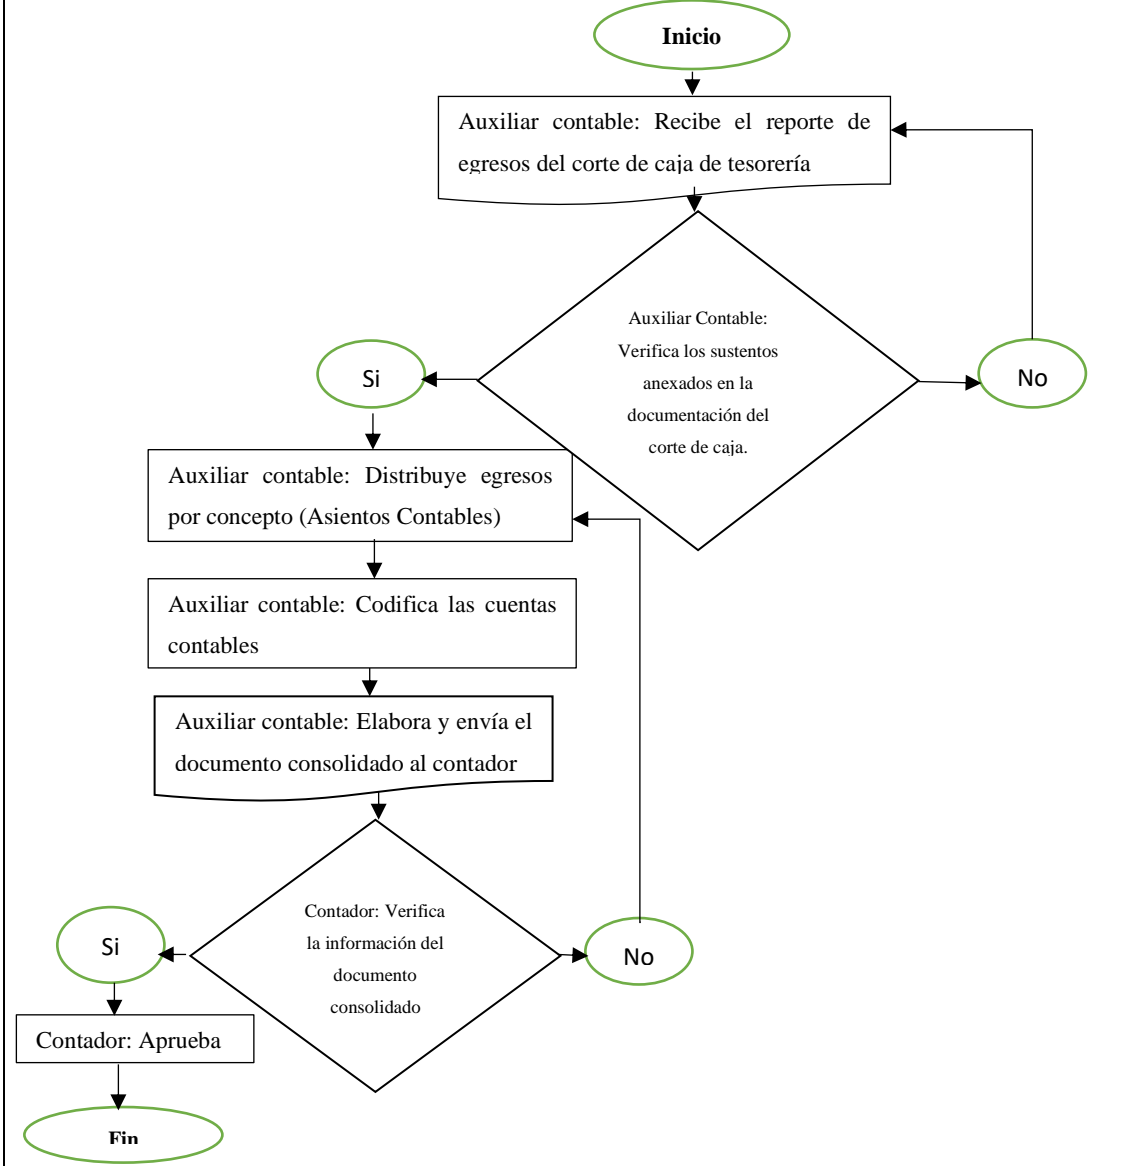 Inicio
Auxiliar contable: Recibe el reporte de
egresos del corte de caja de tesorería
Auxiliar Contable:
Verifica los sustentos
anexados en la
documentación del
corte de caja.
Si
No
Auxiliar contable: Distribuye egresos
por concepto (Asientos Contables)
Auxiliar contable: Codifica las cuentas
contables
Auxiliar contable: Elabora y envía el
documento consolidado al contador
Contador: Verifica
la información del
documento
consolidado
Si
No
Contador: Aprueba
Fin